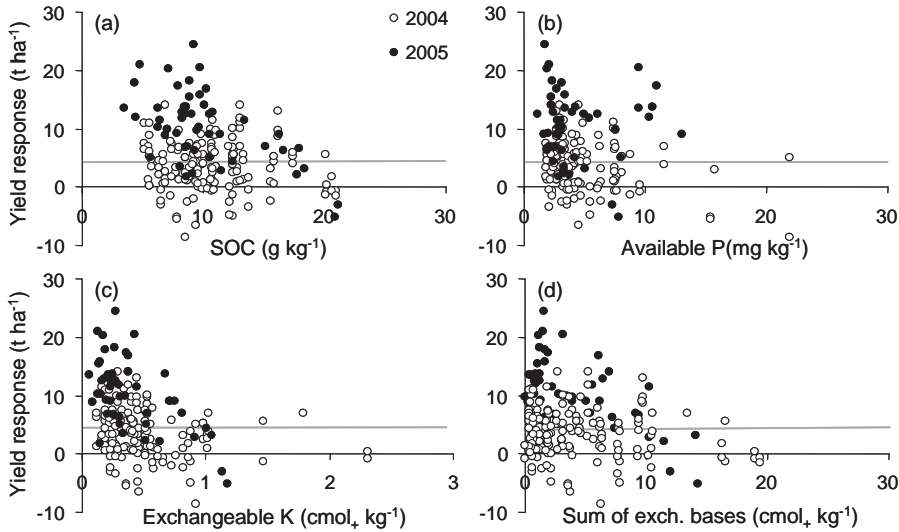 (a)
○ 2004
● 2005
Yield response (t ha⁻¹)
30
20
10
0
-10
0 10 20 30
SOC (g kg⁻¹)
(b)
30
20
10
0
-10
0 10 20 30
Available P(mg kg⁻¹)
(c)
Yield response (t ha⁻¹)
30
20
10
0
-10
0 1 2 3
Exchangeable K (cmol₊ kg⁻¹)
(d)
30
20
10
0
-10
0 10 20 30
Sum of exch. bases (cmol₊ kg⁻¹)